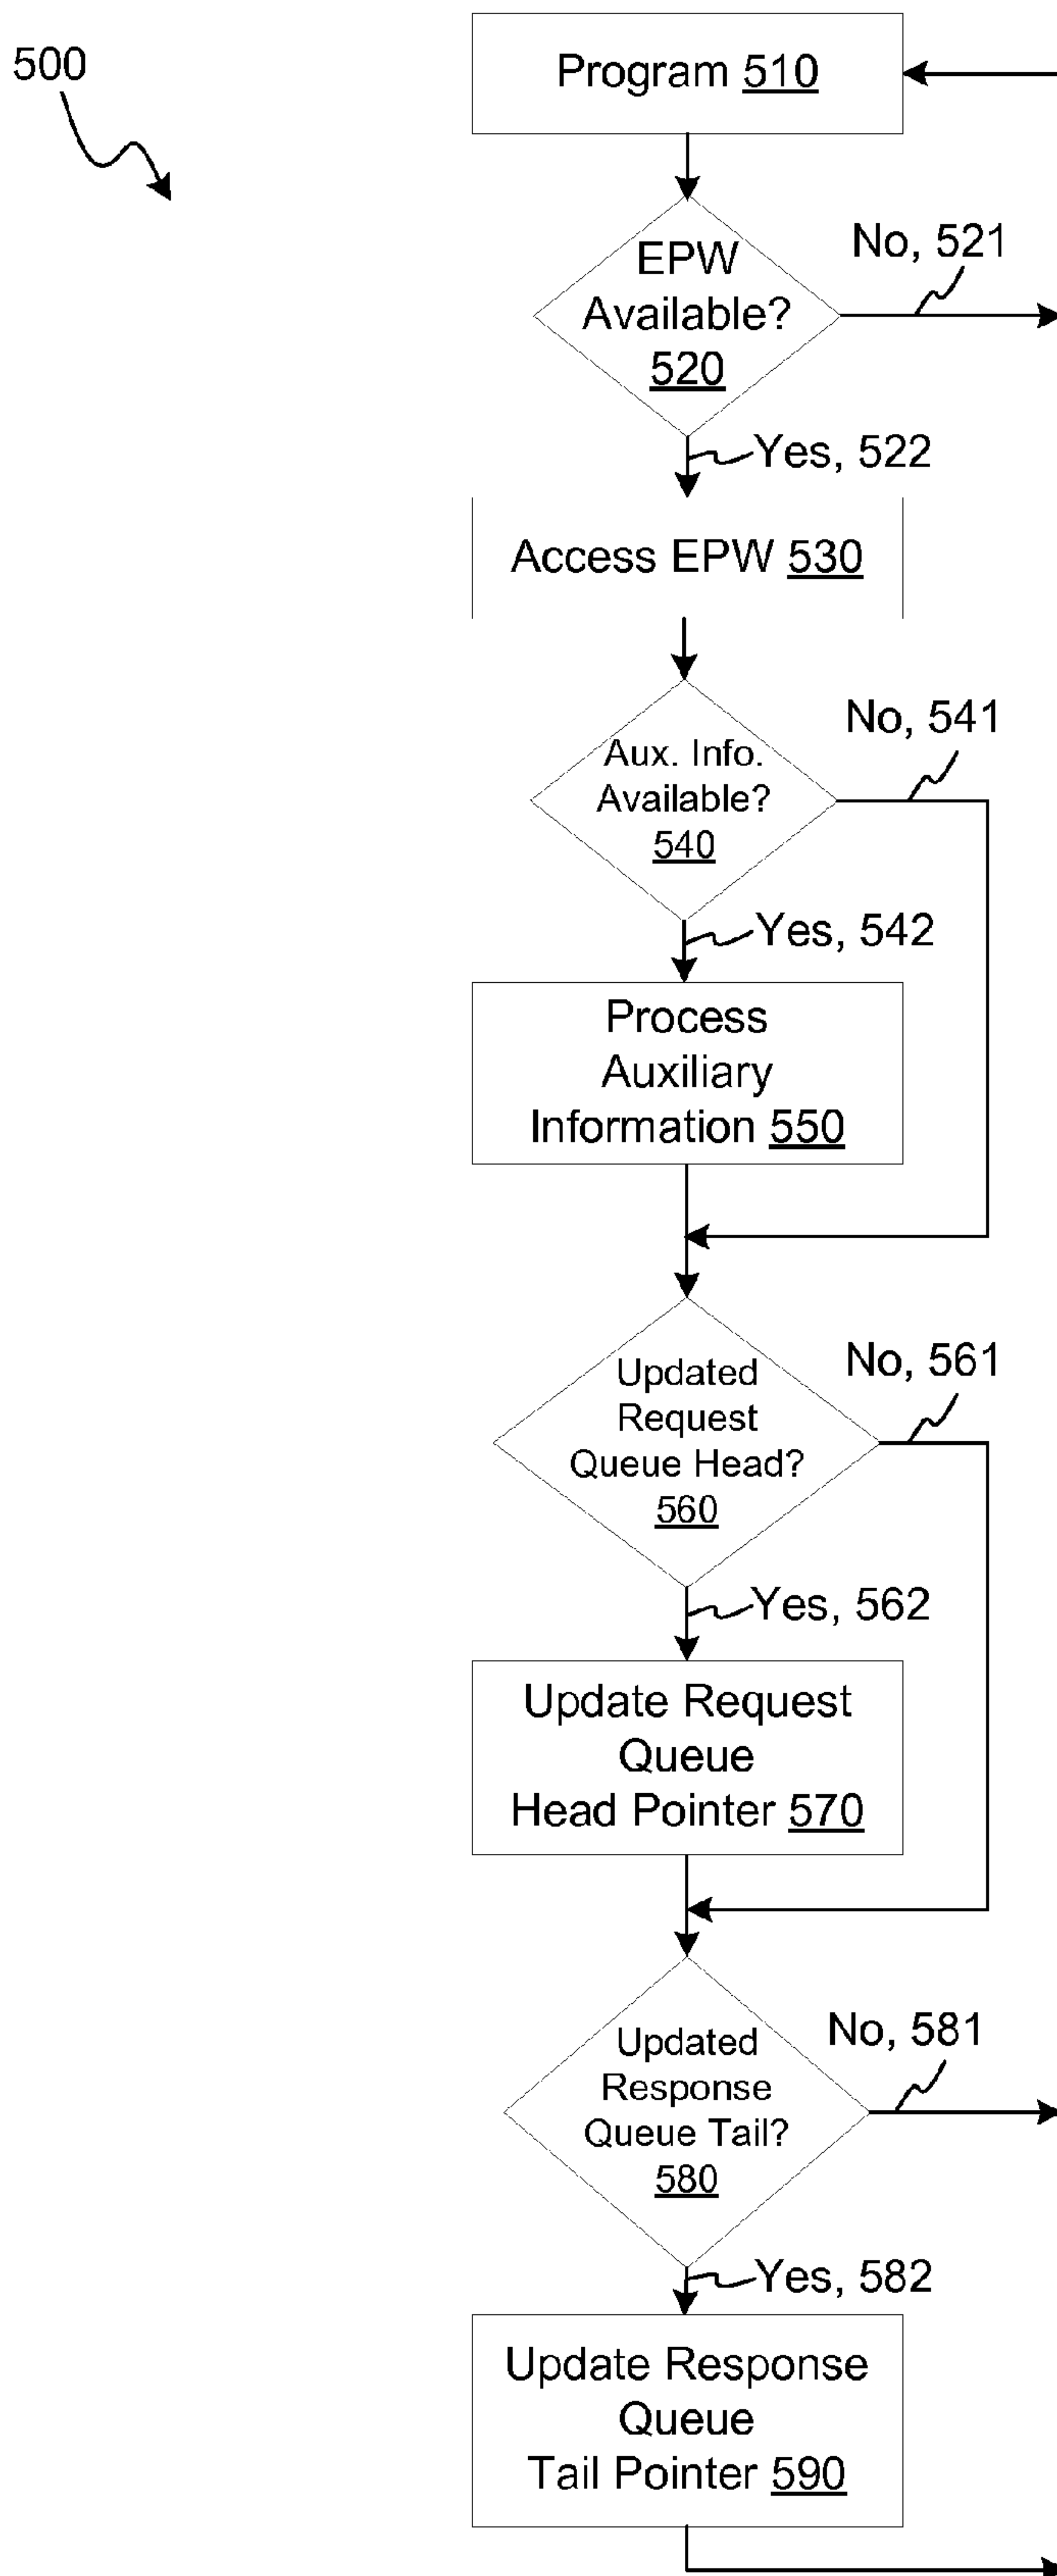 500
Program 510
EPW
Available?
520
No, 521
Yes, 522
Access EPW 530
Aux. Info.
Available?
540
No, 541
Yes, 542
Process
Auxiliary
Information 550
Updated
Request
Queue Head?
560
No, 561
Yes, 562
Update Request
Queue
Head Pointer 570
Updated
Response
Queue Tail?
580
No, 581
Yes, 582
Update Response
Queue
Tail Pointer 590